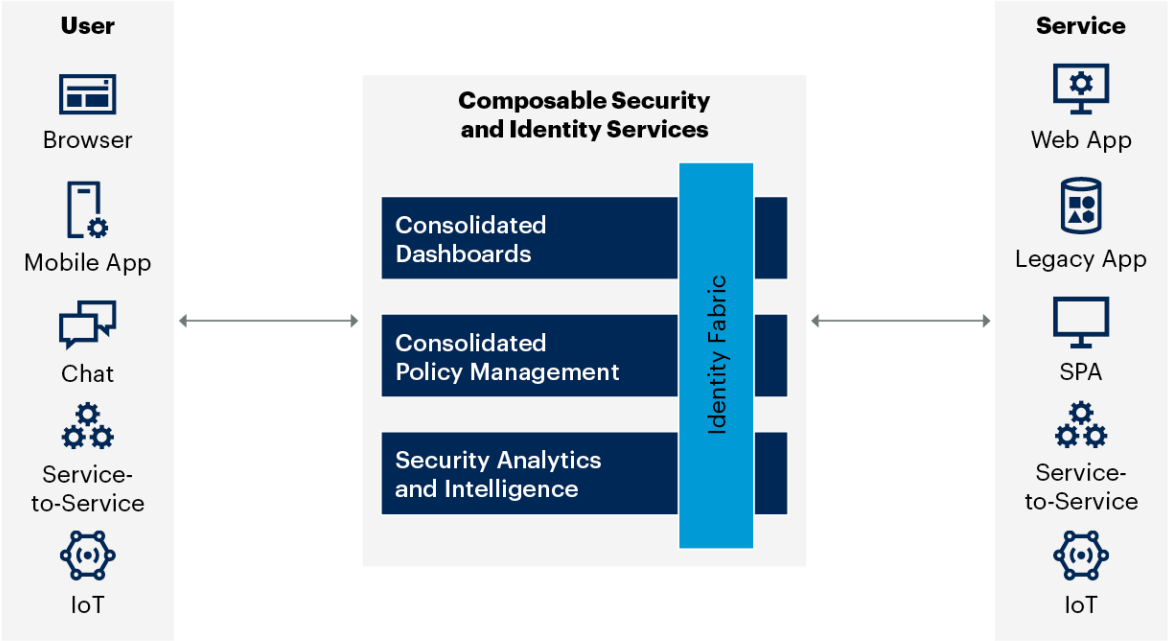 User
Browser
Mobile App
Chat
Service-
to-Service
IoT
Composable Security
and Identity Services
Consolidated
Dashboards
Consolidated
Policy Management
Security Analytics
and Intelligence
Identity Fabric
Service
Web App
Legacy App
SPA
Service-
to-Service
IoT